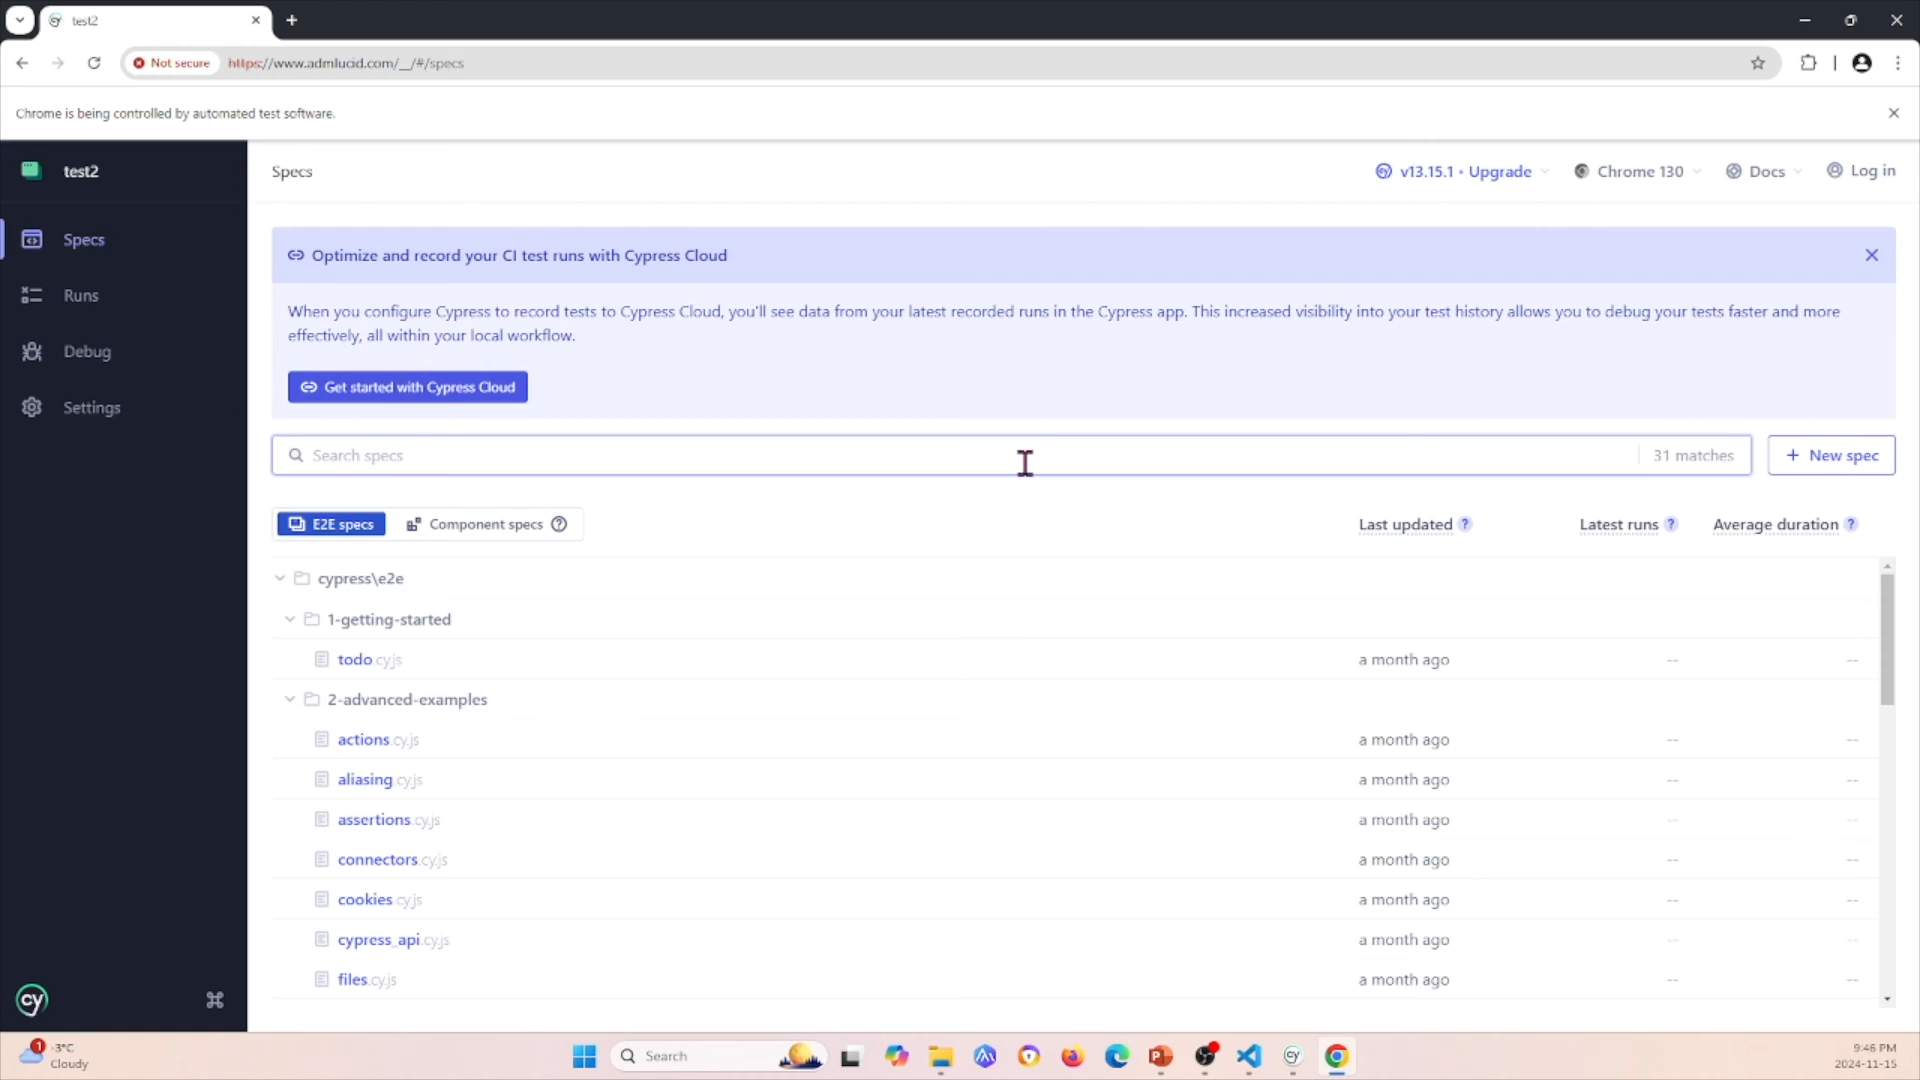 test2
Not secure
https://www.admlucid.com/__/#/specs
Chrome is being controlled by automated test software.
test2
Specs
v13.15.1 • Upgrade
Chrome 130
Docs
Log in
Specs
Runs
Debug
Settings
Optimize and record your CI test runs with Cypress Cloud
When you configure Cypress to record tests to Cypress Cloud, you'll see data from your latest recorded runs in the Cypress app. This increased visibility into your test history allows you to debug your tests faster and more
effectively, all within your local workflow.
Get started with Cypress Cloud
Search specs
31 matches
+ New spec
E2E specs
Component specs
Last updated
Latest runs
Average duration
cypress\e2e
1-getting-started
todo.cy.js
a month ago
--
--
2-advanced-examples
actions.cy.js
a month ago
--
--
aliasing.cy.js
a month ago
--
--
assertions.cy.js
a month ago
--
--
connectors.cy.js
a month ago
--
--
cookies.cy.js
a month ago
--
--
cypress_api.cy.js
a month ago
--
--
files.cy.js
a month ago
--
--
cy
1
-3°C
Cloudy
Search
cy
9:46 PM
2024-11-15